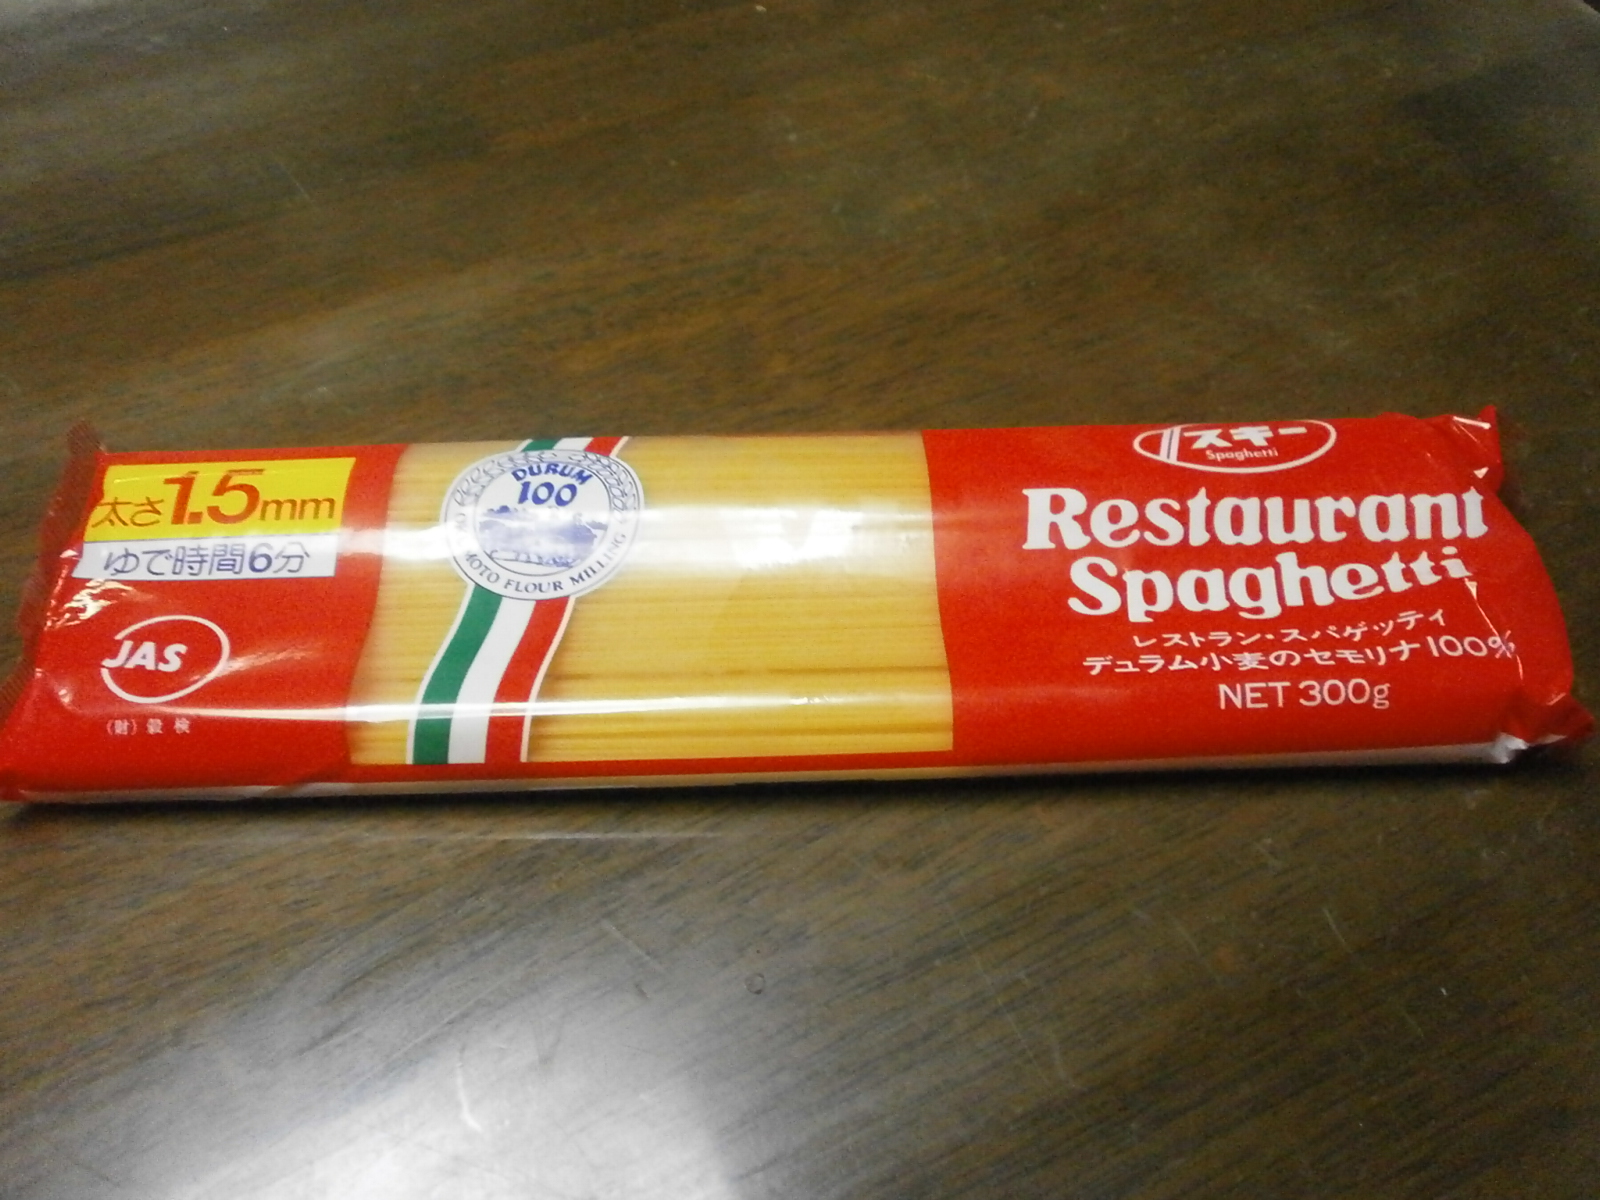 太さ1.5mm
ゆで時間6分
JAS
(財) 穀検
DURUM
100
MOTO FLOUR MILLING
スキー
Spaghetti
Restaurant
Spaghetti
レストラン・スパゲッティ
デュラム小麦のセモリナ100%
NET 300g